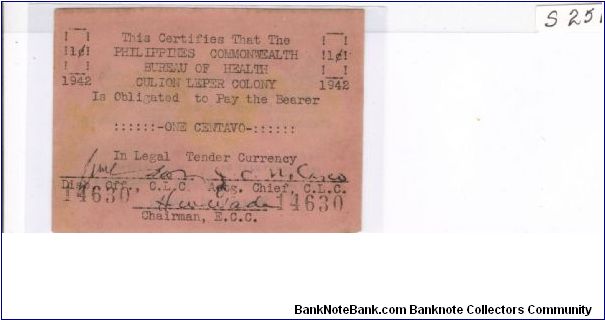 S 251
This Certifies That The
!1¢! PHILIPPINES COMMONWEALTH !1¢!
BUREAU OF HEALTH
1942 CULION LEPER COLONY 1942
Is Obligated to Pay the Bearer
::::::-ONE CENTAVO-::::::
In Legal Tender Currency
Off., C.L.C. Actg. Chief, C.L.C.
14630 H. W. Wade 14630
Chairman, E.C.C.
BankNoteBank.com Banknote Collectors Community